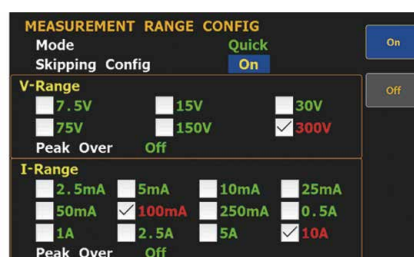 MEASUREMENT RANGE CONFIG
Mode Quick
Skipping Config On
On
Off
V-Range
7.5V 15V 30V
75V 150V 300V
Peak Over Off
I-Range
2.5mA 5mA 10mA 25mA
50mA 100mA 250mA 0.5A
1A 2.5A 5A 10A
Peak Over Off